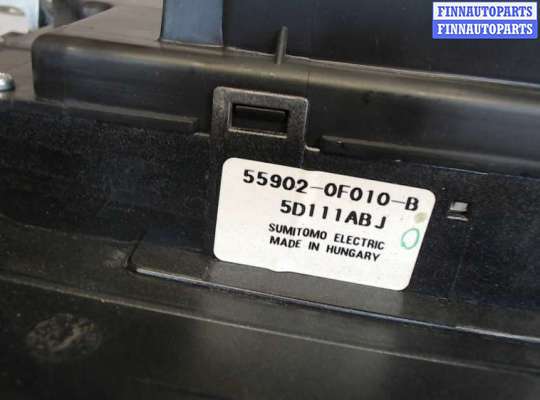 FINNAUTOPARTS
FINNAUTOPARTS
55902-0F010-B
5D111ABJ
SUMITOMO ELECTRIC
MADE IN HUNGARY